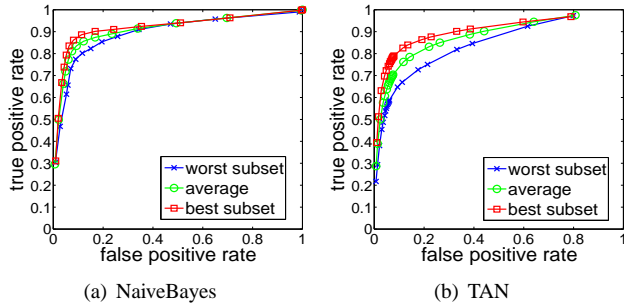 true positive rate
1
0.9
0.8
0.7
0.6
0.5
0.4
0.3
0.2
0.1
0
0 0.2 0.4 0.6 0.8 1
false positive rate
worst subset
average
best subset
(a) NaiveBayes
true positive rate
1
0.9
0.8
0.7
0.6
0.5
0.4
0.3
0.2
0.1
0
0 0.2 0.4 0.6 0.8 1
false positive rate
worst subset
average
best subset
(b) TAN